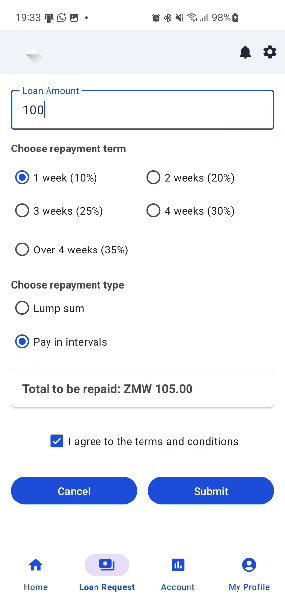 19:33 98%
Loan Amount
100
Choose repayment term
1 week (10%) 2 weeks (20%)
3 weeks (25%) 4 weeks (30%)
Over 4 weeks (35%)
Choose repayment type
Lump sum
Pay in intervals
Total to be repaid: ZMW 105.00
I agree to the terms and conditions
Cancel Submit
Home Loan Request Account My Profile